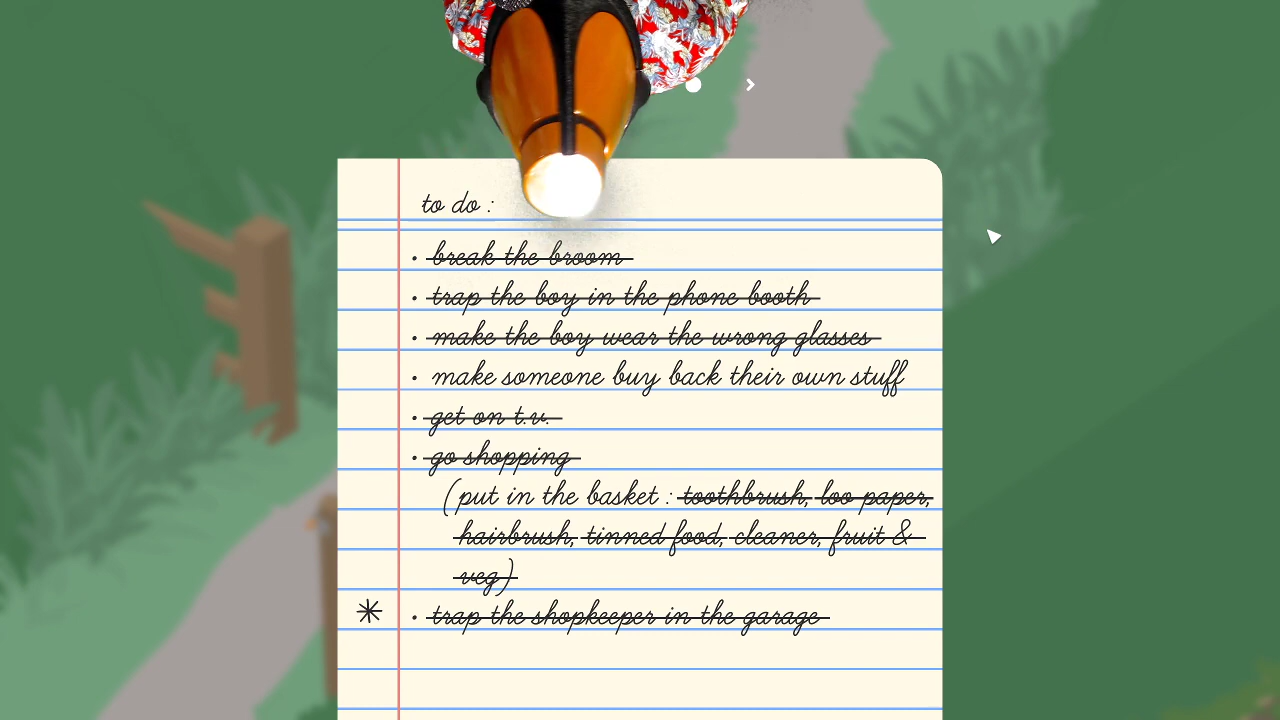 to do :
• break the broom
• trap the boy in the phone booth
• make the boy wear the wrong glasses
• make someone buy back their own stuff
• get on t.v.
• go shopping
(put in the basket : toothbrush, loo paper,
hairbrush, tinned food, cleaner, fruit &
veg)
• trap the shopkeeper in the garage